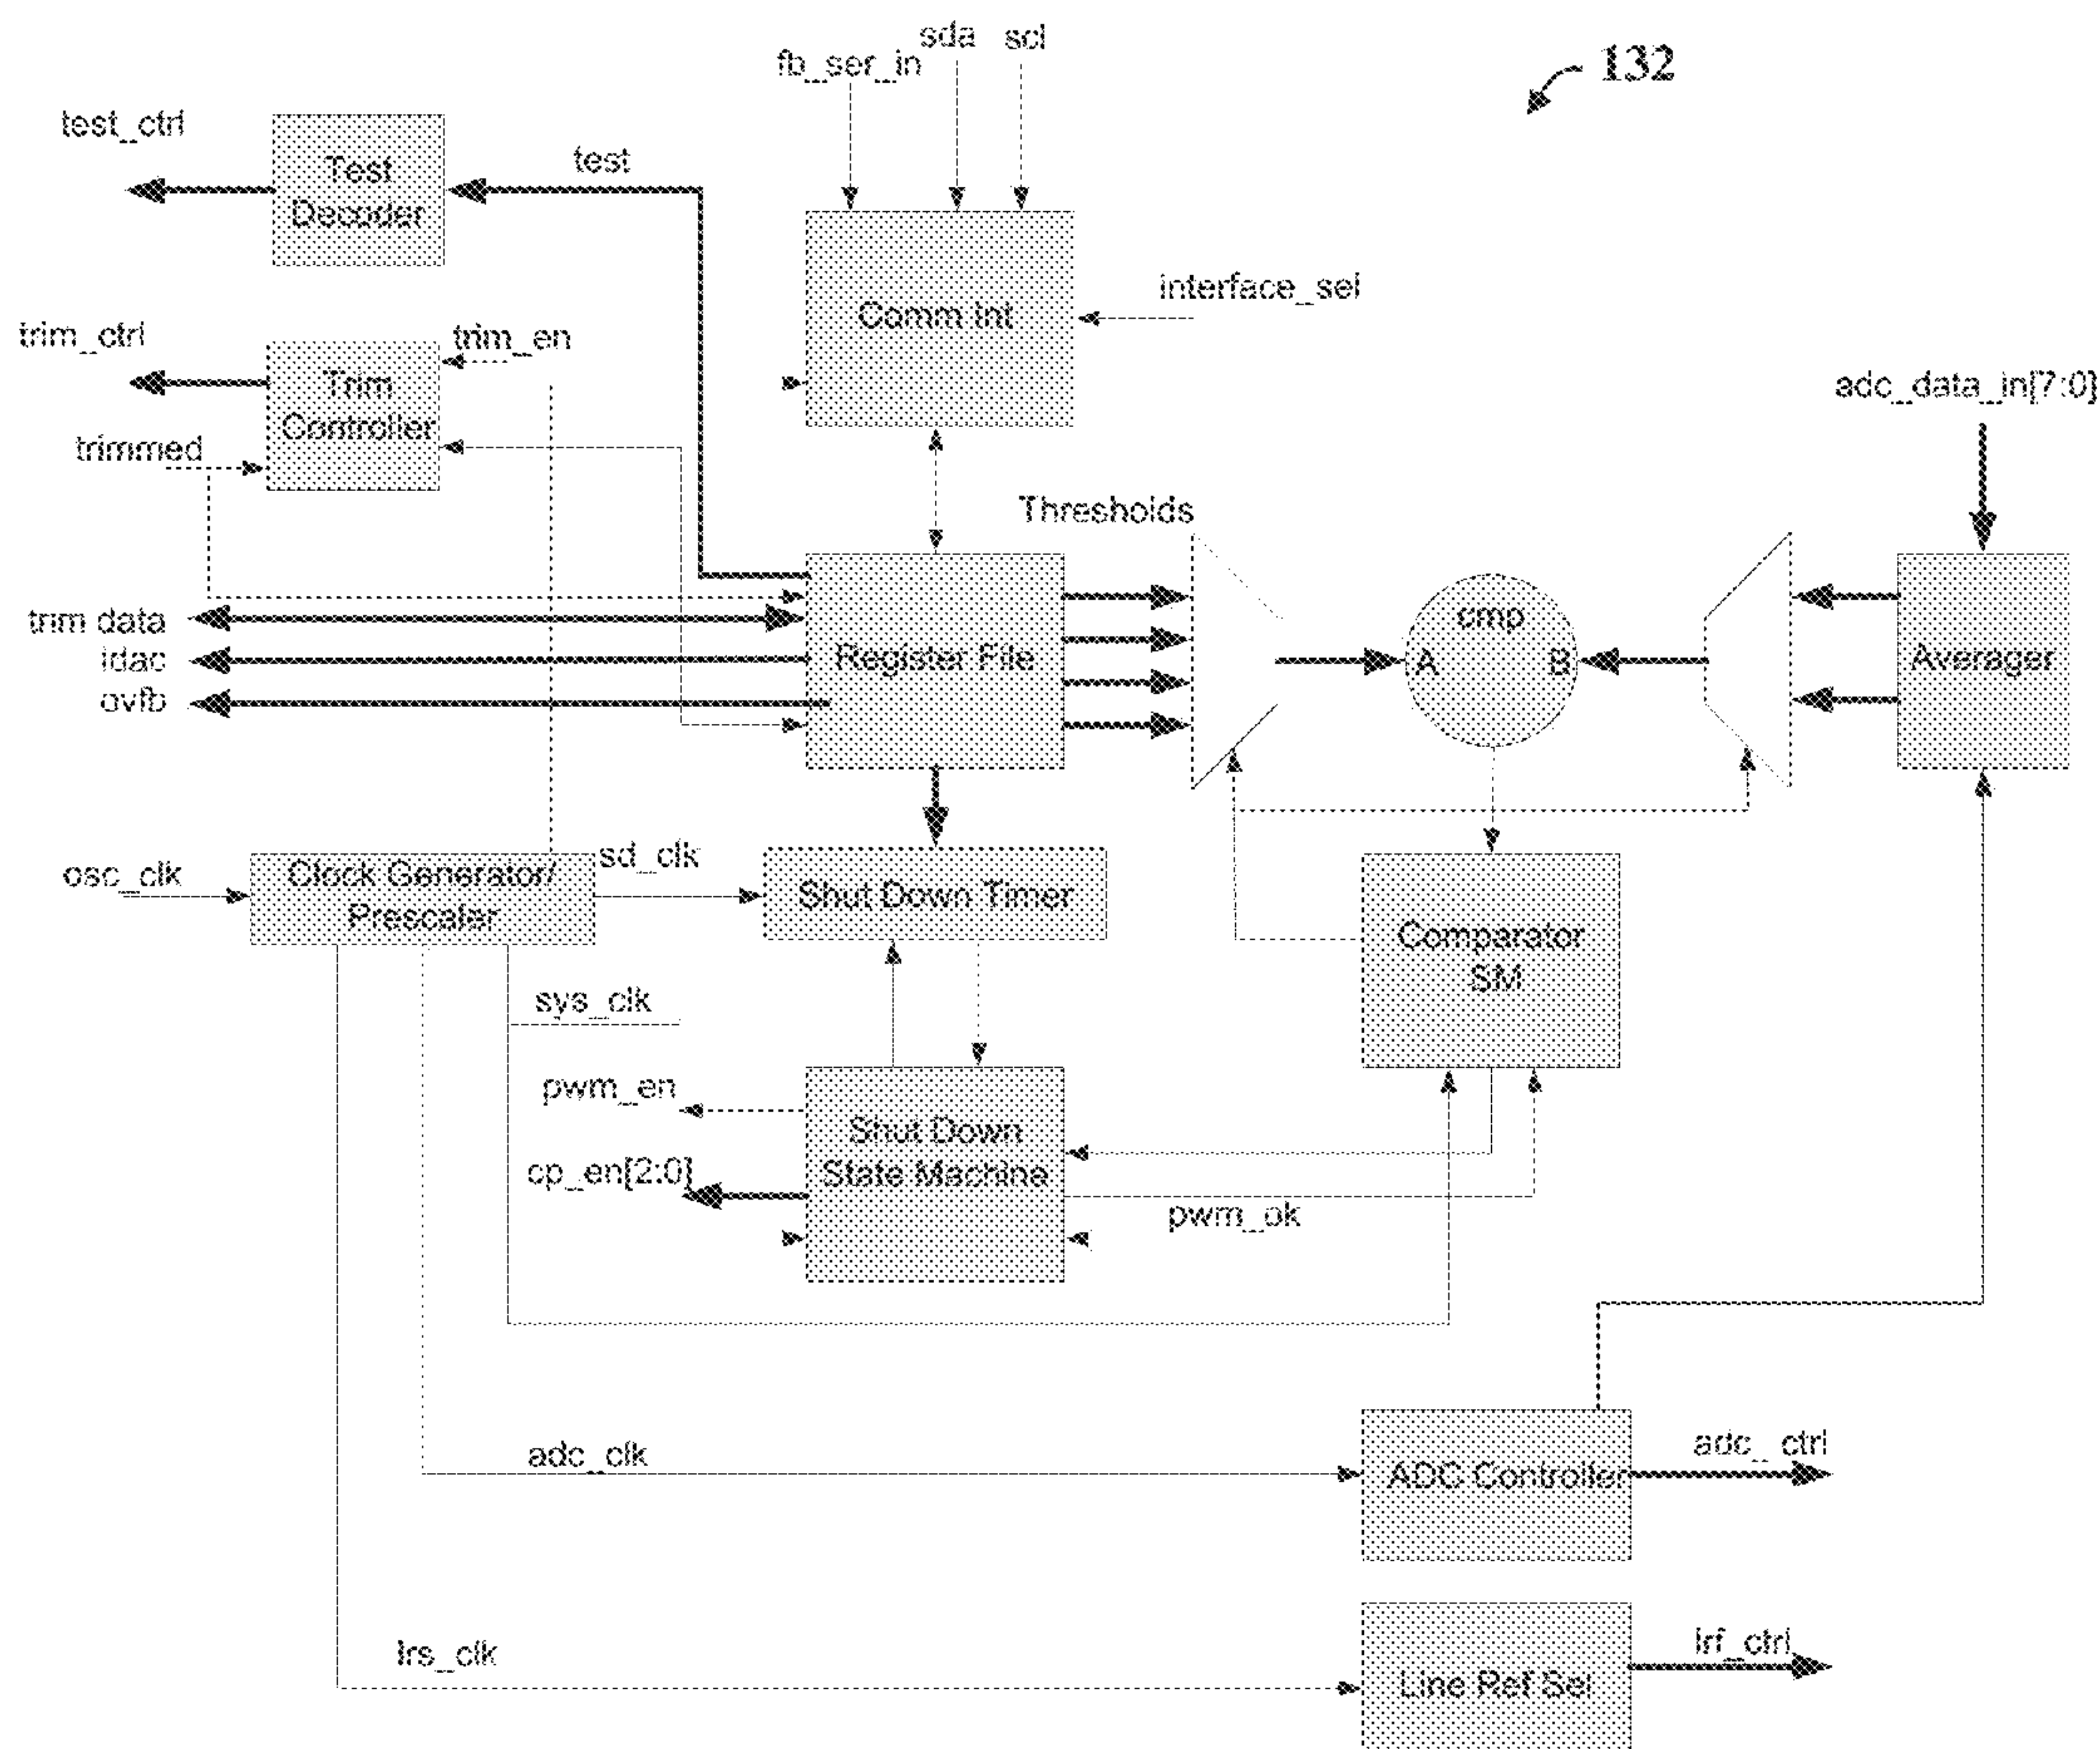 sda
scl
fb_ser_in
132
test_ctrl
Test
Decoder
test
interface_sel
Comm Int
trim_ctrl
trim_en
Trim
Controller
trimmed
adc_data_in[7:0]
Thresholds
trim data
idac
ovfb
Register File
cmp
A
B
Averager
osc_clk
Clock Generator/
Prescaler
sd_clk
Shut Down Timer
Comparator
SM
sys_clk
pwm_en
Shut Down
State Machine
cp_en[2:0]
pwm_ok
adc_clk
ADC Controller
adc_ ctrl
lrs_clk
Line Ref Sel
lrf_ctrl